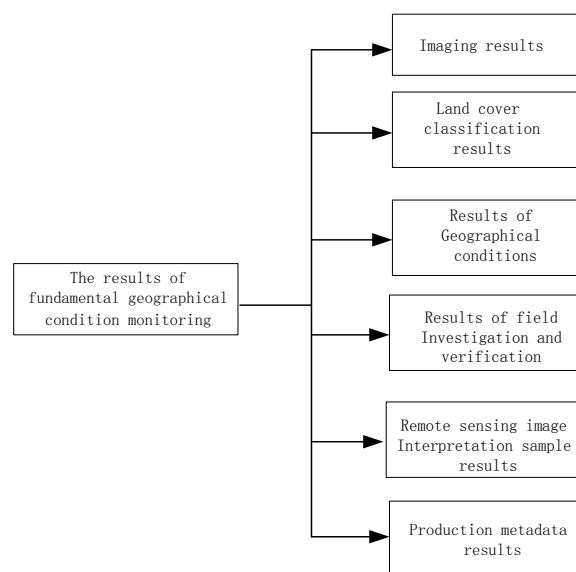 Imaging results
Land cover
classification
results
Results of
Geographical
conditions
The results of
fundamental geographical
condition monitoring
Results of field
Investigation and
verification
Remote sensing image
Interpretation sample
results
Production metadata
results